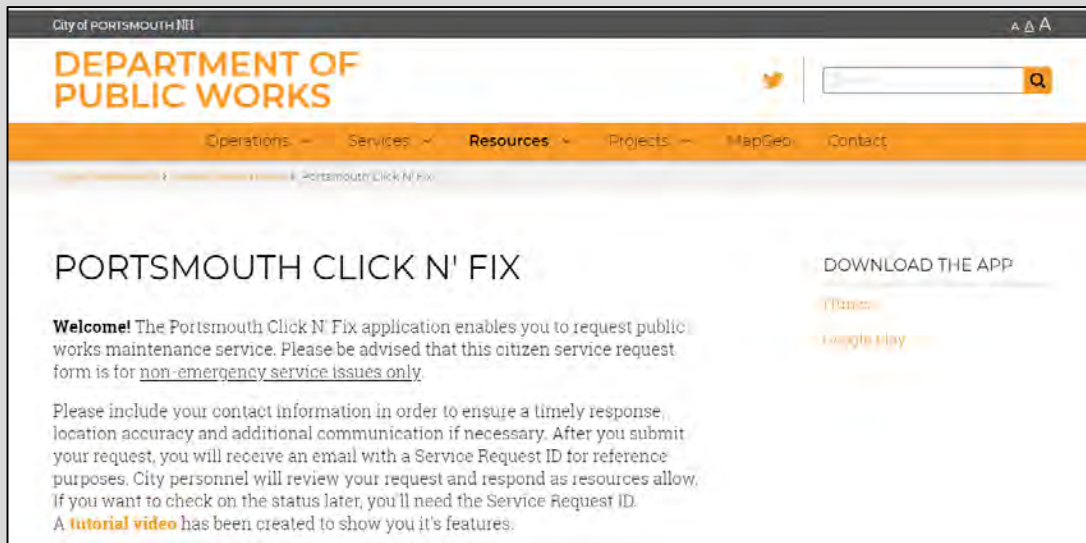 City of PORTSMOUTH NH
A A A
DEPARTMENT OF
PUBLIC WORKS
Operations Services Resources Projects MapGeo Contact
Portsmouth Click N' Fix
PORTSMOUTH CLICK N' FIX
Welcome! The Portsmouth Click N' Fix application enables you to request public
works maintenance service. Please be advised that this citizen service request
form is for non-emergency service issues only.
Please include your contact information in order to ensure a timely response,
location accuracy and additional communication if necessary. After you submit
your request, you will receive an email with a Service Request ID for reference
purposes. City personnel will review your request and respond as resources allow.
If you want to check on the status later, you'll need the Service Request ID.
A tutorial video has been created to show you it's features.
DOWNLOAD THE APP
iTunes
Google Play